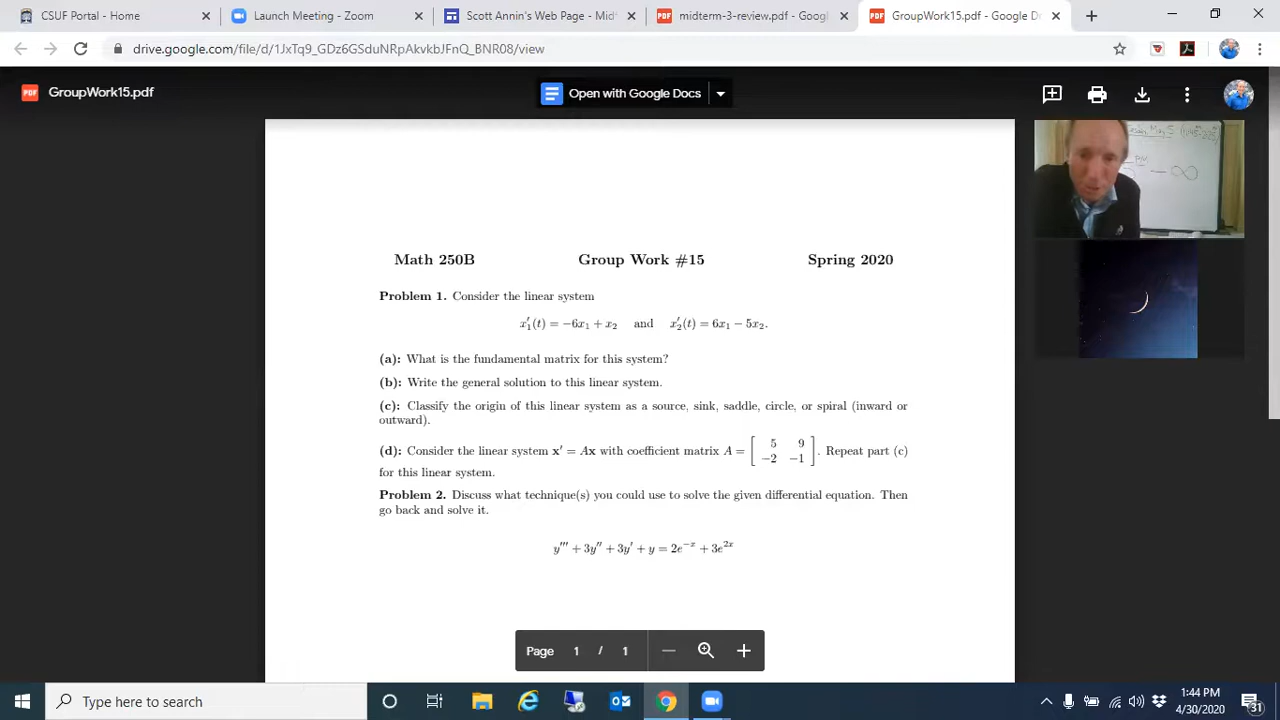 CSUF Portal - Home
Launch Meeting - Zoom
Scott Annin's Web Page - Mid
midterm-3-review.pdf - Googl
GroupWork15.pdf - Google D
drive.google.com/file/d/1JxTq9_GDz6GSduNRpAkvkbJFnQ_BNR08/view
PDF GroupWork15.pdf
Open with Google Docs
Math 250B Group Work #15 Spring 2020
Problem 1. Consider the linear system
x₁′(t) = −6x₁ + x₂ and x₂′(t) = 6x₁ − 5x₂.
(a): What is the fundamental matrix for this system?
(b): Write the general solution to this linear system.
(c): Classify the origin of this linear system as a source, sink, saddle, circle, or spiral (inward or
outward).
(d): Consider the linear system x′ = Ax with coefficient matrix A = [ 5 9 ; −2 −1 ]. Repeat part (c)
for this linear system.
Problem 2. Discuss what technique(s) you could use to solve the given differential equation. Then
go back and solve it.
y′′′ + 3y′′ + 3y′ + y = 2e⁻ˣ + 3e²ˣ
Page 1 / 1
Type here to search
1:44 PM
4/30/2020
31